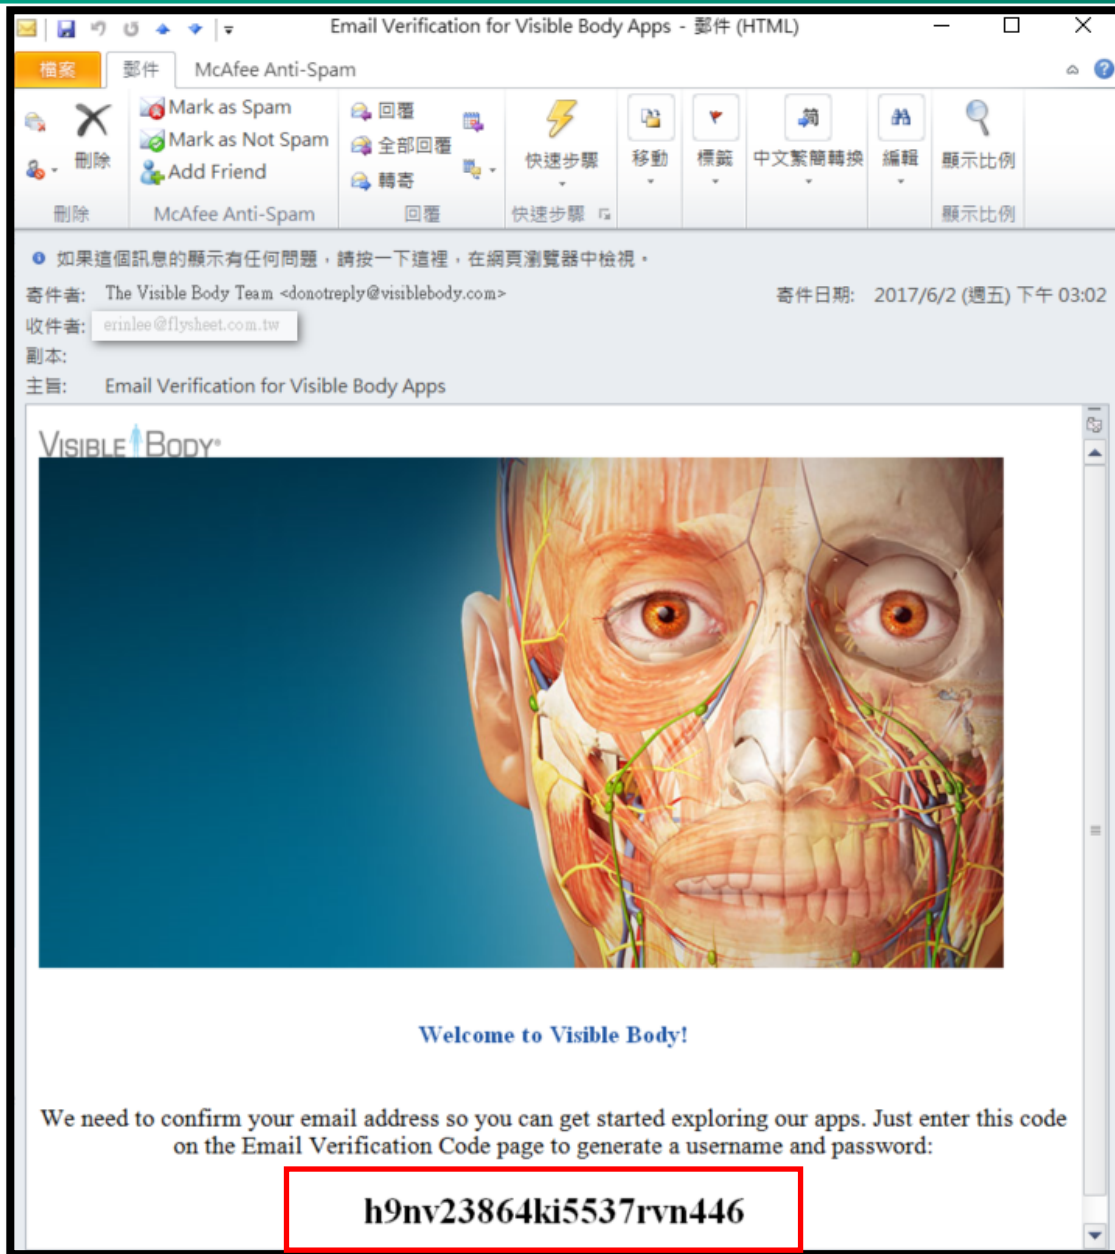 Email Verification for Visible Body Apps - 郵件 (HTML)
檔案 郵件 McAfee Anti-Spam
刪除
Mark as Spam
Mark as Not Spam
Add Friend
回覆
全部回覆
轉寄
快速步驟
移動
標籤
中文繁簡轉換
編輯
顯示比例
刪除 McAfee Anti-Spam 回覆 快速步驟 顯示比例
如果這個訊息的顯示有任何問題，請按一下這裡，在網頁瀏覽器中檢視。
寄件者: The Visible Body Team <donotreply@visiblebody.com> 寄件日期: 2017/6/2 (週五) 下午 03:02
收件者: erinlee@flysheet.com.tw
副本:
主旨: Email Verification for Visible Body Apps
VISIBLE BODY®
Welcome to Visible Body!
We need to confirm your email address so you can get started exploring our apps. Just enter this code
on the Email Verification Code page to generate a username and password:
h9nv23864ki5537rvn446